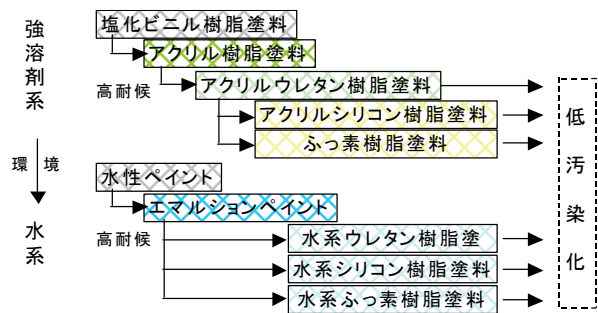 強溶剤系
環境
水系
塩化ビニル樹脂塗料
アクリル樹脂塗料
高耐候
アクリルウレタン樹脂塗料
アクリルシリコン樹脂塗料
ふっ素樹脂塗料
水性ペイント
エマルションペイント
高耐候
水系ウレタン樹脂塗
水系シリコン樹脂塗料
水系ふっ素樹脂塗料
低汚染化